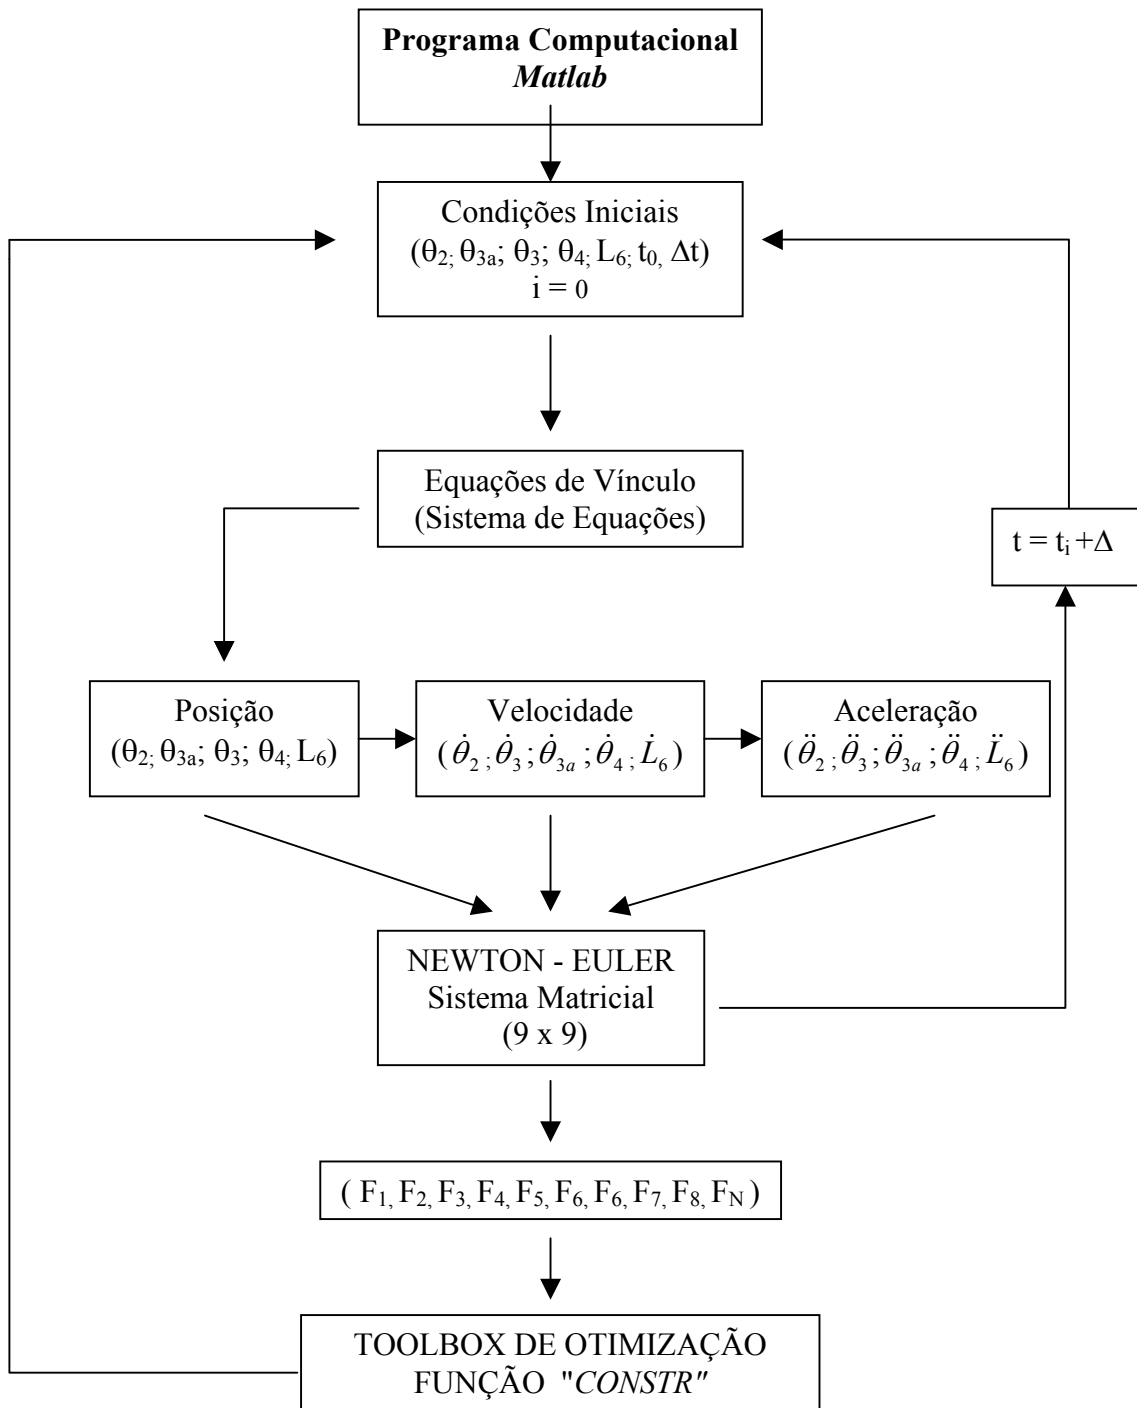 Programa Computacional
Matlab
Condições Iniciais
(θ2; θ3a; θ3; θ4; L6; t0, Δt)
i = 0
Equações de Vínculo
(Sistema de Equações)
t = ti +Δ
Posição
(θ2; θ3a; θ3; θ4; L6)
Velocidade
(θ̇2 ; θ̇3 ; θ̇3a ; θ̇4 ; L̇6 )
Aceleração
(θ̈2 ; θ̈3 ; θ̈3a ; θ̈4 ; L̈6 )
NEWTON - EULER
Sistema Matricial
(9 x 9)
( F1, F2, F3, F4, F5, F6, F6, F7, F8, FN )
TOOLBOX DE OTIMIZAÇÃO
FUNÇÃO "CONSTR"